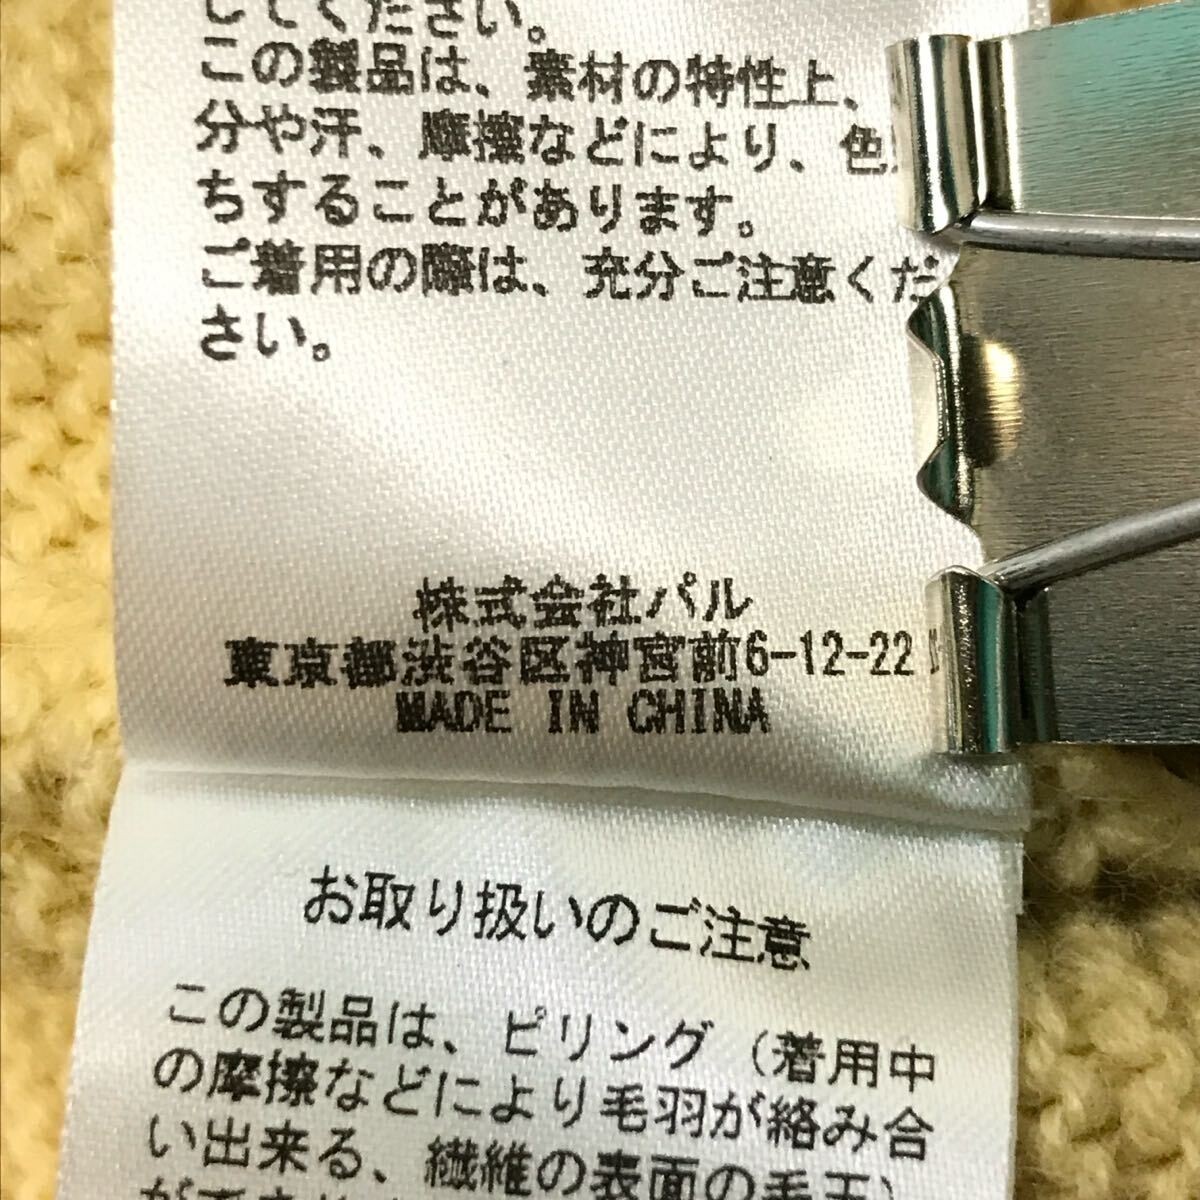 してください。
この製品は、素材の特性上、
分や汗、摩擦などにより、色
ちすることがあります。
ご着用の際は、充分ご注意くだ
さい。
株式会社パル
東京都渋谷区神宮前6-12-22
MADE IN CHINA
お取り扱いのご注意
この製品は、ピリング（着用中
の摩擦などにより毛羽が絡み合
い出来る、繊維の表面の毛玉）